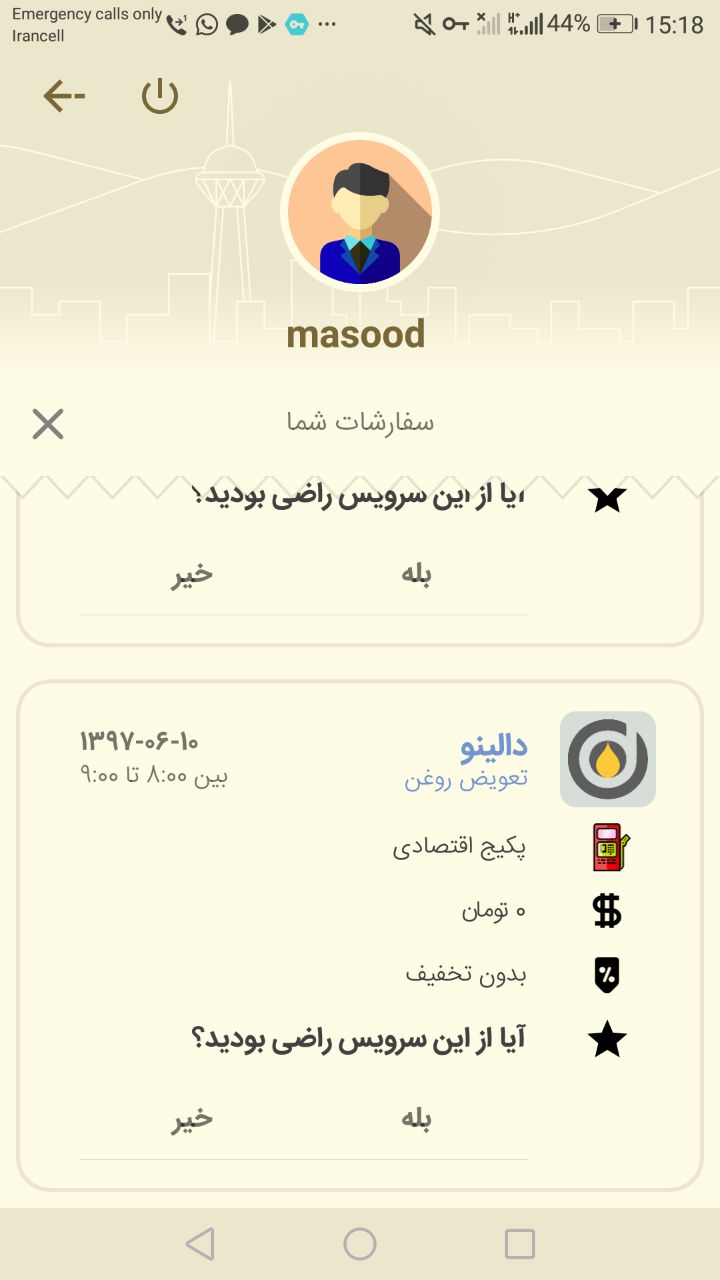 Emergency calls only
Irancell
44% 15:18
masood
سفارشات شما
آیا از این سرویس راضی بودید؟
بله
خیر
دالینو
۱۳۹۷-۰۶-۱۰
تعویض روغن
بین ۸:۰۰ تا ۹:۰۰
پکیج اقتصادی
۰ تومان
بدون تخفیف
آیا از این سرویس راضی بودید؟
بله
خیر